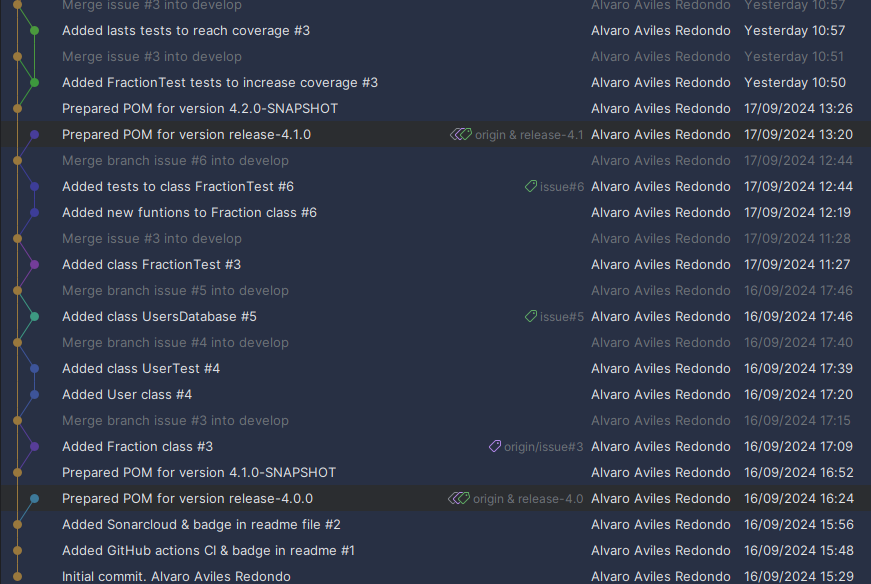 Merge issue #3 into develop Alvaro Aviles Redondo Yesterday 10:57
Added lasts tests to reach coverage #3 Alvaro Aviles Redondo Yesterday 10:57
Merge issue #3 into develop Alvaro Aviles Redondo Yesterday 10:51
Added FractionTest tests to increase coverage #3 Alvaro Aviles Redondo Yesterday 10:50
Prepared POM for version 4.2.0-SNAPSHOT Alvaro Aviles Redondo 17/09/2024 13:26
Prepared POM for version release-4.1.0 origin & release-4.1 Alvaro Aviles Redondo 17/09/2024 13:20
Merge branch issue #6 into develop Alvaro Aviles Redondo 17/09/2024 12:44
Added tests to class FractionTest #6 issue#6 Alvaro Aviles Redondo 17/09/2024 12:44
Added new funtions to Fraction class #6 Alvaro Aviles Redondo 17/09/2024 12:19
Merge issue #3 into develop Alvaro Aviles Redondo 17/09/2024 11:28
Added class FractionTest #3 Alvaro Aviles Redondo 17/09/2024 11:27
Merge branch issue #5 into develop Alvaro Aviles Redondo 16/09/2024 17:46
Added class UsersDatabase #5 issue#5 Alvaro Aviles Redondo 16/09/2024 17:46
Merge branch issue #4 into develop Alvaro Aviles Redondo 16/09/2024 17:40
Added class UserTest #4 Alvaro Aviles Redondo 16/09/2024 17:39
Added User class #4 Alvaro Aviles Redondo 16/09/2024 17:20
Merge branch issue #3 into develop Alvaro Aviles Redondo 16/09/2024 17:15
Added Fraction class #3 origin/issue#3 Alvaro Aviles Redondo 16/09/2024 17:09
Prepared POM for version 4.1.0-SNAPSHOT Alvaro Aviles Redondo 16/09/2024 16:52
Prepared POM for version release-4.0.0 origin & release-4.0 Alvaro Aviles Redondo 16/09/2024 16:24
Added Sonarcloud & badge in readme file #2 Alvaro Aviles Redondo 16/09/2024 15:56
Added GitHub actions CI & badge in readme #1 Alvaro Aviles Redondo 16/09/2024 15:48
Initial commit. Alvaro Aviles Redondo Alvaro Aviles Redondo 16/09/2024 15:29